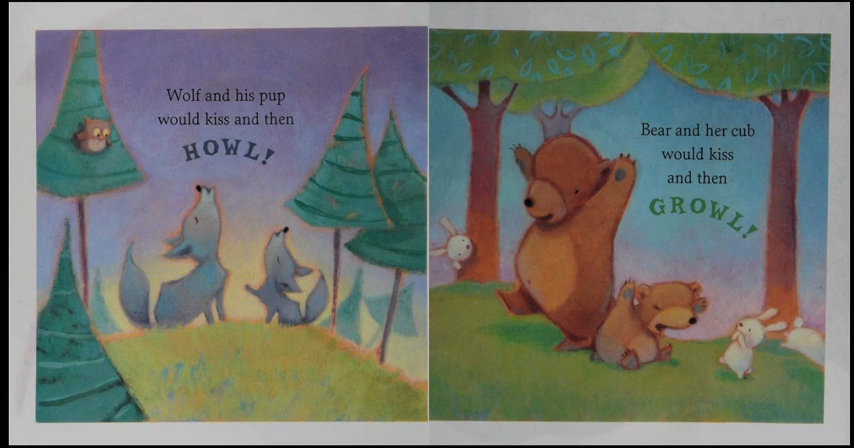 Wolf and his pup
would kiss and then
HOWL!
Bear and her cub
would kiss
and then
GROWL!